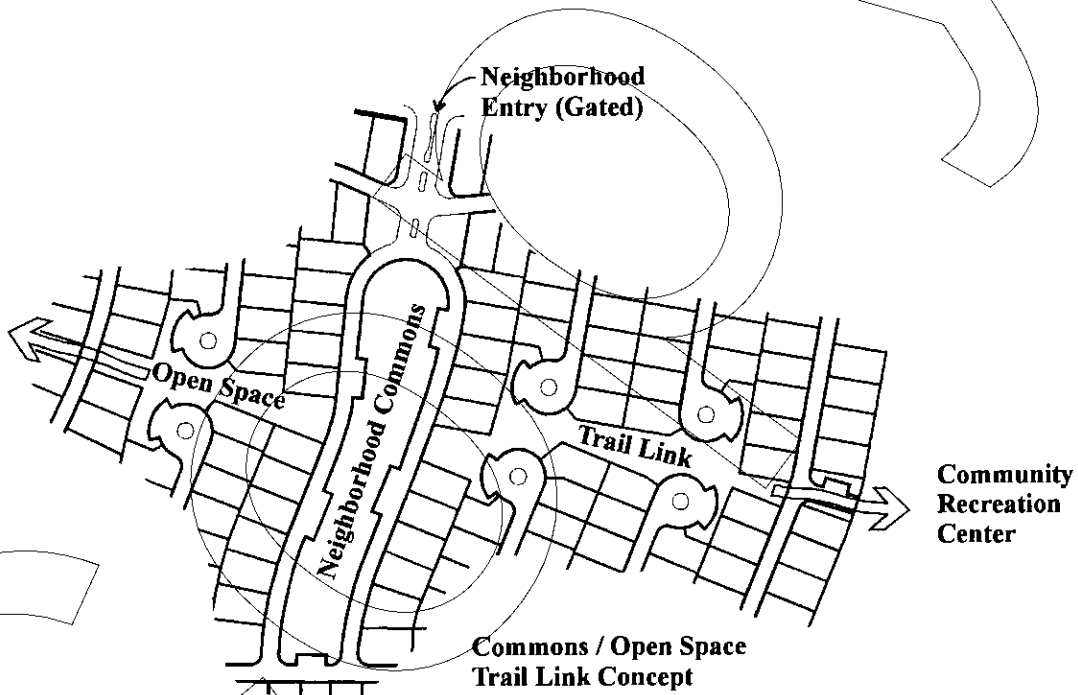 Neighborhood
Entry (Gated)
Neighborhood Commons
Open Space
Trail Link
Community
Recreation
Center
Commons / Open Space
Trail Link Concept